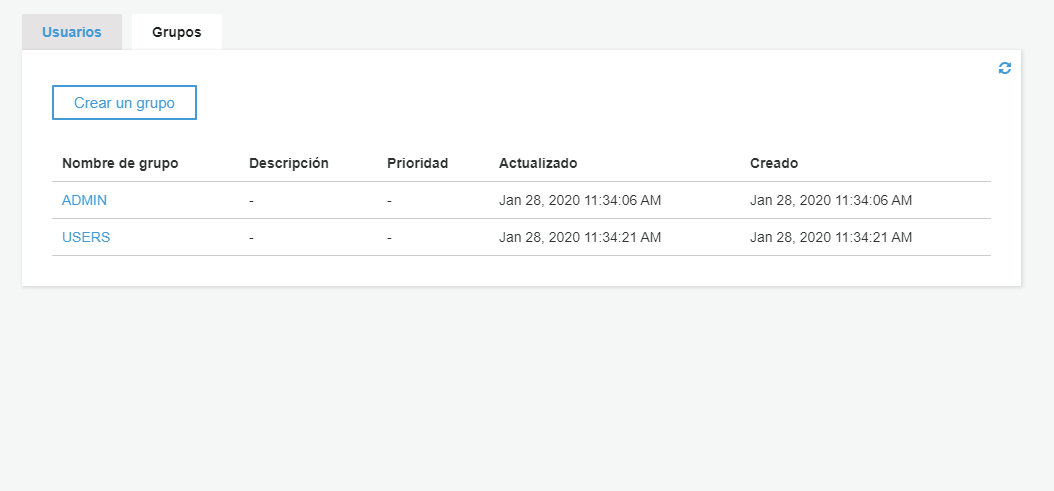 Usuarios Grupos
Crear un grupo
Nombre de grupo Descripción Prioridad Actualizado Creado
ADMIN - - Jan 28, 2020 11:34:06 AM Jan 28, 2020 11:34:06 AM
USERS - - Jan 28, 2020 11:34:21 AM Jan 28, 2020 11:34:21 AM